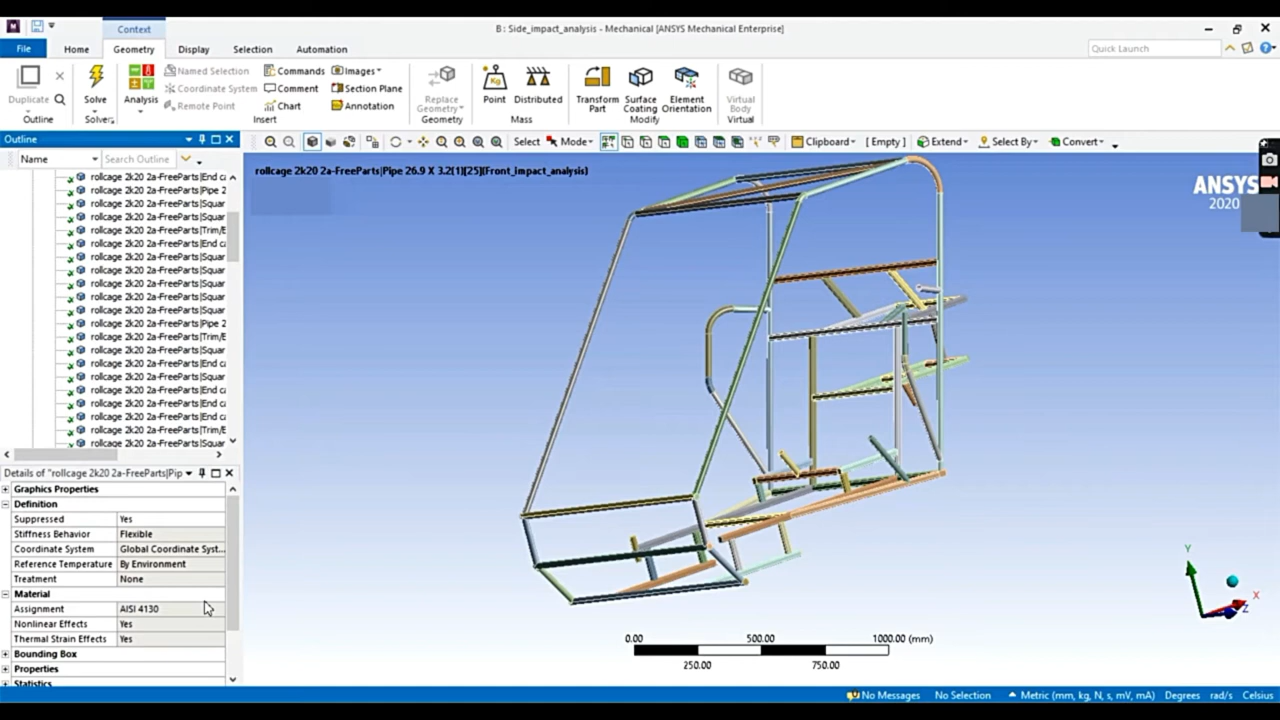 Context
B : Side_impact_analysis - Mechanical [ANSYS Mechanical Enterprise]
File Home Geometry Display Selection Automation Quick Launch
Duplicate Solve Analysis Named Selection Commands Images Replace Geometry Point Distributed Transform Part Surface Coating Element Orientation Virtual Body
Coordinate System Comment Section Plane
Remote Point Chart Annotation
Outline Solver Insert Geometry Mass Modify Virtual
Outline Select Mode Clipboard [ Empty ] Extend Select By Convert
Name Search Outline
rollcage 2k20 2a-FreeParts|Pipe 26.9 X 3.2(1)[25](Front_impact_analysis)
ANSYS
2020
rollcage 2k20 2a-FreeParts|End ca
rollcage 2k20 2a-FreeParts|Pipe 2
rollcage 2k20 2a-FreeParts|Squar
rollcage 2k20 2a-FreeParts|Squar
rollcage 2k20 2a-FreeParts|Trim/E
rollcage 2k20 2a-FreeParts|End ca
rollcage 2k20 2a-FreeParts|Squar
rollcage 2k20 2a-FreeParts|Squar
rollcage 2k20 2a-FreeParts|Squar
rollcage 2k20 2a-FreeParts|Squar
rollcage 2k20 2a-FreeParts|Squar
rollcage 2k20 2a-FreeParts|Pipe 2
rollcage 2k20 2a-FreeParts|Trim/E
rollcage 2k20 2a-FreeParts|Squar
rollcage 2k20 2a-FreeParts|End ca
rollcage 2k20 2a-FreeParts|Squar
rollcage 2k20 2a-FreeParts|End ca
rollcage 2k20 2a-FreeParts|End ca
rollcage 2k20 2a-FreeParts|End ca
rollcage 2k20 2a-FreeParts|Trim/E
rollcage 2k20 2a-FreeParts|Squar
Details of "rollcage 2k20 2a-FreeParts|Pip
Graphics Properties
Definition
Suppressed Yes
Stiffness Behavior Flexible
Coordinate System Global Coordinate Syst...
Reference Temperature By Environment
Treatment None
Material
Assignment AISI 4130
Nonlinear Effects Yes
Thermal Strain Effects Yes
Bounding Box
Properties
Statistics
0.00 500.00 1000.00 (mm)
250.00 750.00
Y
X
Z
No Messages No Selection Metric (mm, kg, N, s, mV, mA) Degrees rad/s Celsius